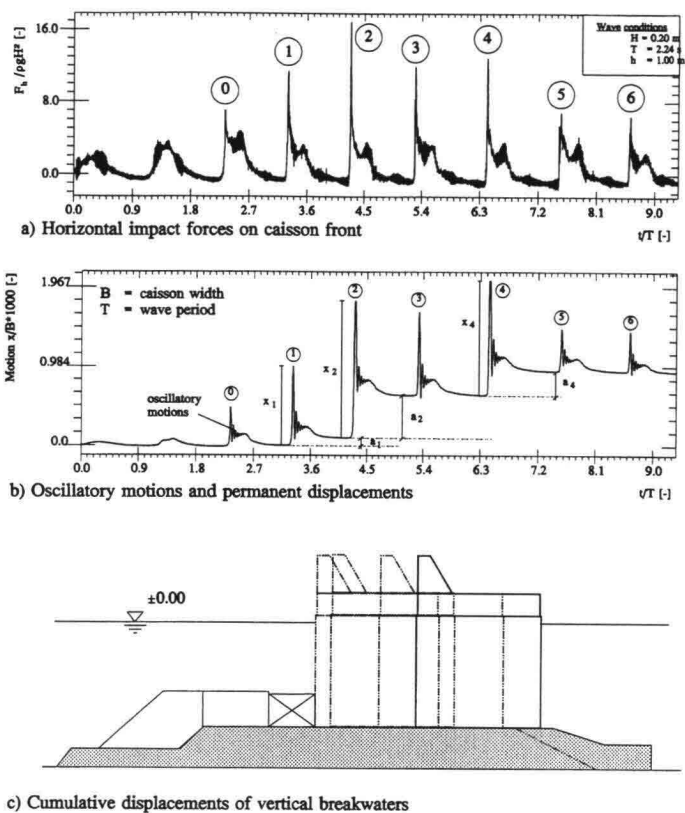 16.0
8.0
0.0
F_h /ρgH²
0 1 2 3 4 5 6
Wave conditions
H = 0.20 m
T = 2.24 s
h = 1.00 m
0.0 0.9 1.8 2.7 3.6 4.5 5.4 6.3 7.2 8.1 9.0
t/T [-]
a) Horizontal impact forces on caisson front
1.967
0.984
0.0
Motion x/B*1000 [-]
B = caisson width
T = wave period
oscillatory
motions
0 1 2 3 4 5 6
x₁ x₂ x₄
a₁ a₂ a₄
0.0 0.9 1.8 2.7 3.6 4.5 5.4 6.3 7.2 8.1 9.0
t/T [-]
b) Oscillatory motions and permanent displacements
±0.00
c) Cumulative displacements of vertical breakwaters